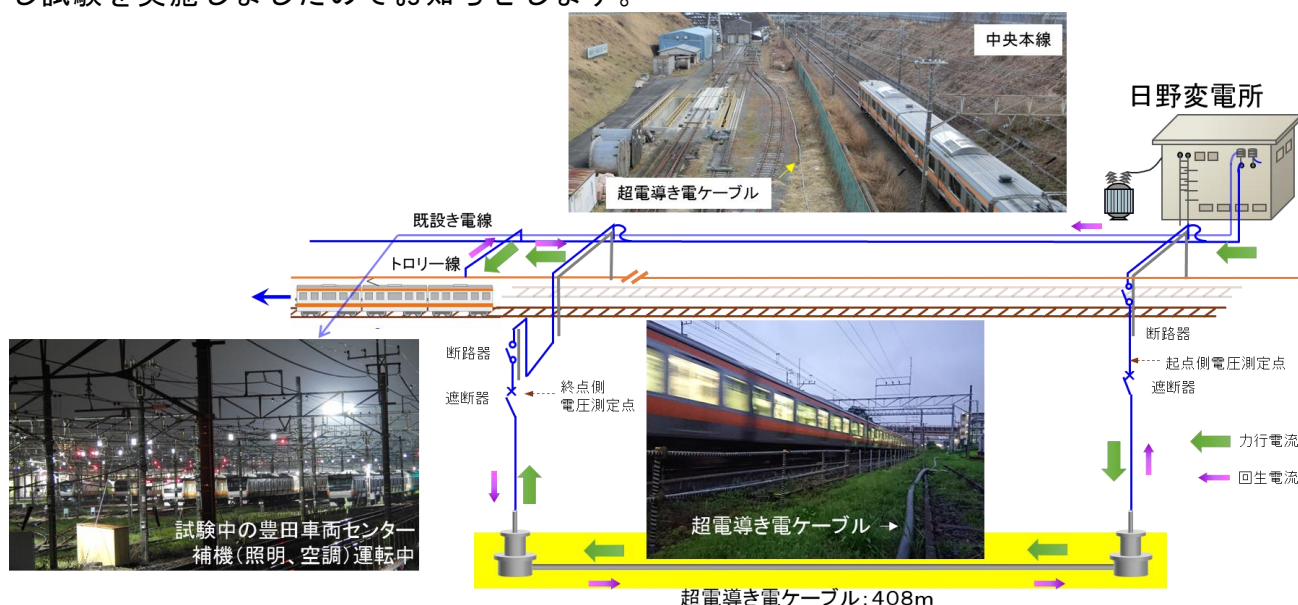 し試験を実施しましたのでお知らせします。
中央本線
日野変電所
超電導き電ケーブル
既設き電線
トロリー線
断路器
遮断器
終点側
電圧測定点
断路器
起点側電圧測定点
遮断器
力行電流
回生電流
試験中の豊田車両センター
補機(照明、空調)運転中
超電導き電ケーブル
超電導き電ケーブル:408m